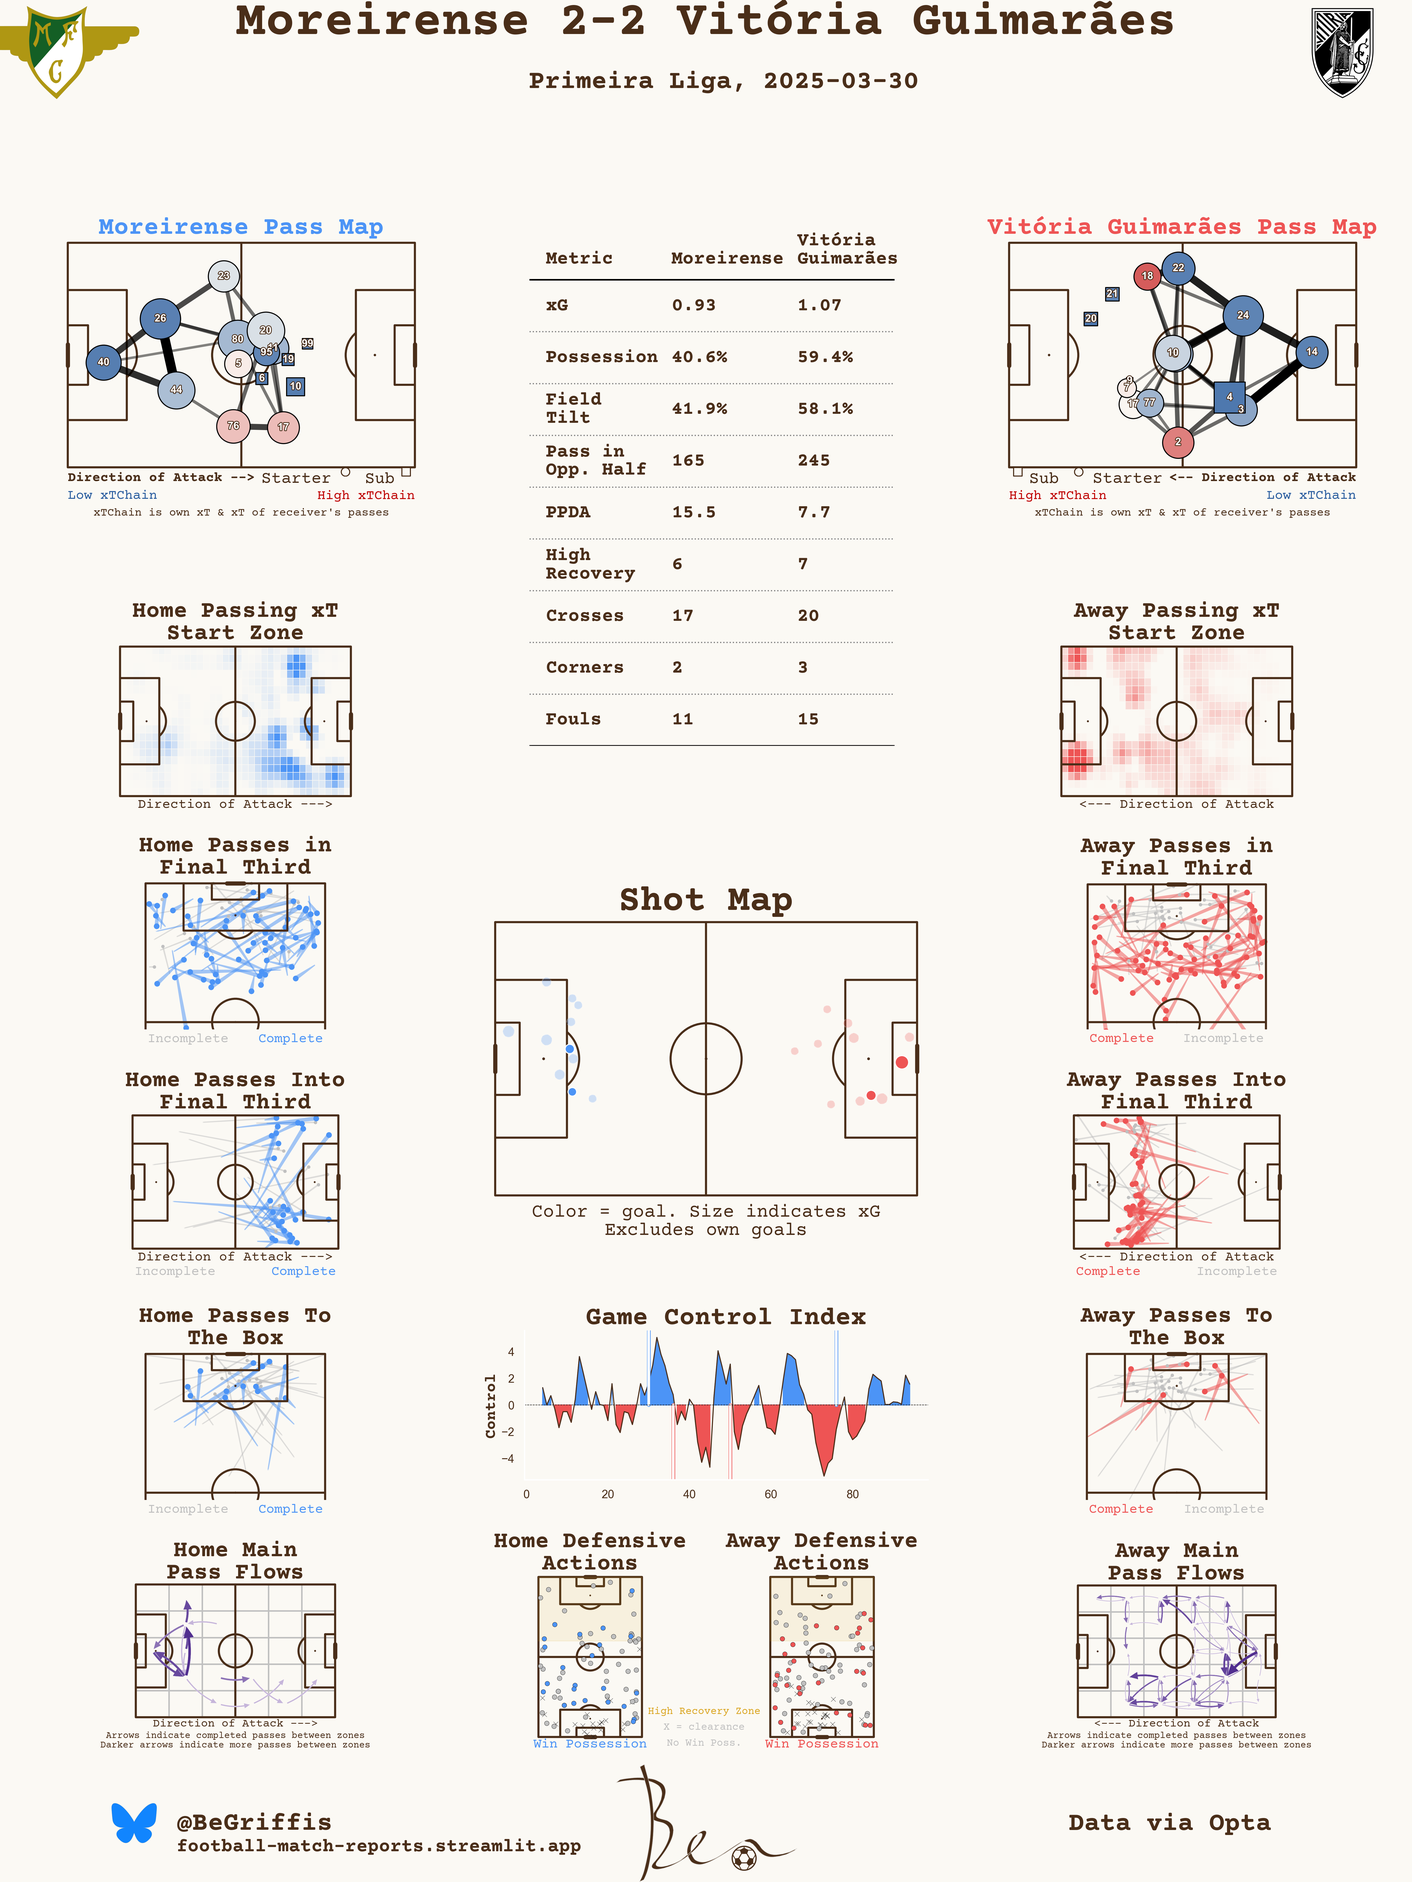 Moreirense 2-2 Vitória Guimarães
Primeira Liga, 2025-03-30
M F
C
Moreirense Pass Map
23
26
80
20
95
11
99
40
5
19
6
10
44
76
17
Direction of Attack --> Starter Sub
Low xTChain High xTChain
xTChain is own xT & xT of receiver's passes
Metric Moreirense Vitória Guimarães
xG 0.93 1.07
Possession 40.6% 59.4%
Field Tilt 41.9% 58.1%
Pass in Opp. Half 165 245
PPDA 15.5 7.7
High Recovery 6 7
Crosses 17 20
Corners 2 3
Fouls 11 15
Vitória Guimarães Pass Map
18
22
21
20
24
10
14
9
7
17
77
4
3
2
Sub Starter <-- Direction of Attack
High xTChain Low xTChain
xTChain is own xT & xT of receiver's passes
Home Passing xT
Start Zone
Direction of Attack --->
Away Passing xT
Start Zone
<--- Direction of Attack
Home Passes in
Final Third
Incomplete Complete
Away Passes in
Final Third
Complete Incomplete
Shot Map
Color = goal. Size indicates xG
Excludes own goals
Home Passes Into
Final Third
Direction of Attack --->
Incomplete Complete
Away Passes Into
Final Third
<--- Direction of Attack
Complete Incomplete
Home Passes To
The Box
Incomplete Complete
Game Control Index
Control
4
2
0
−2
−4
0 20 40 60 80
Away Passes To
The Box
Complete Incomplete
Home Main
Pass Flows
Direction of Attack --->
Arrows indicate completed passes between zones
Darker arrows indicate more passes between zones
Home Defensive
Actions
Win Possession
Away Defensive
Actions
Win Possession
High Recovery Zone
X = clearance
No Win Poss.
Away Main
Pass Flows
<--- Direction of Attack
Arrows indicate completed passes between zones
Darker arrows indicate more passes between zones
@BeGriffis
football-match-reports.streamlit.app
Ben
Data via Opta